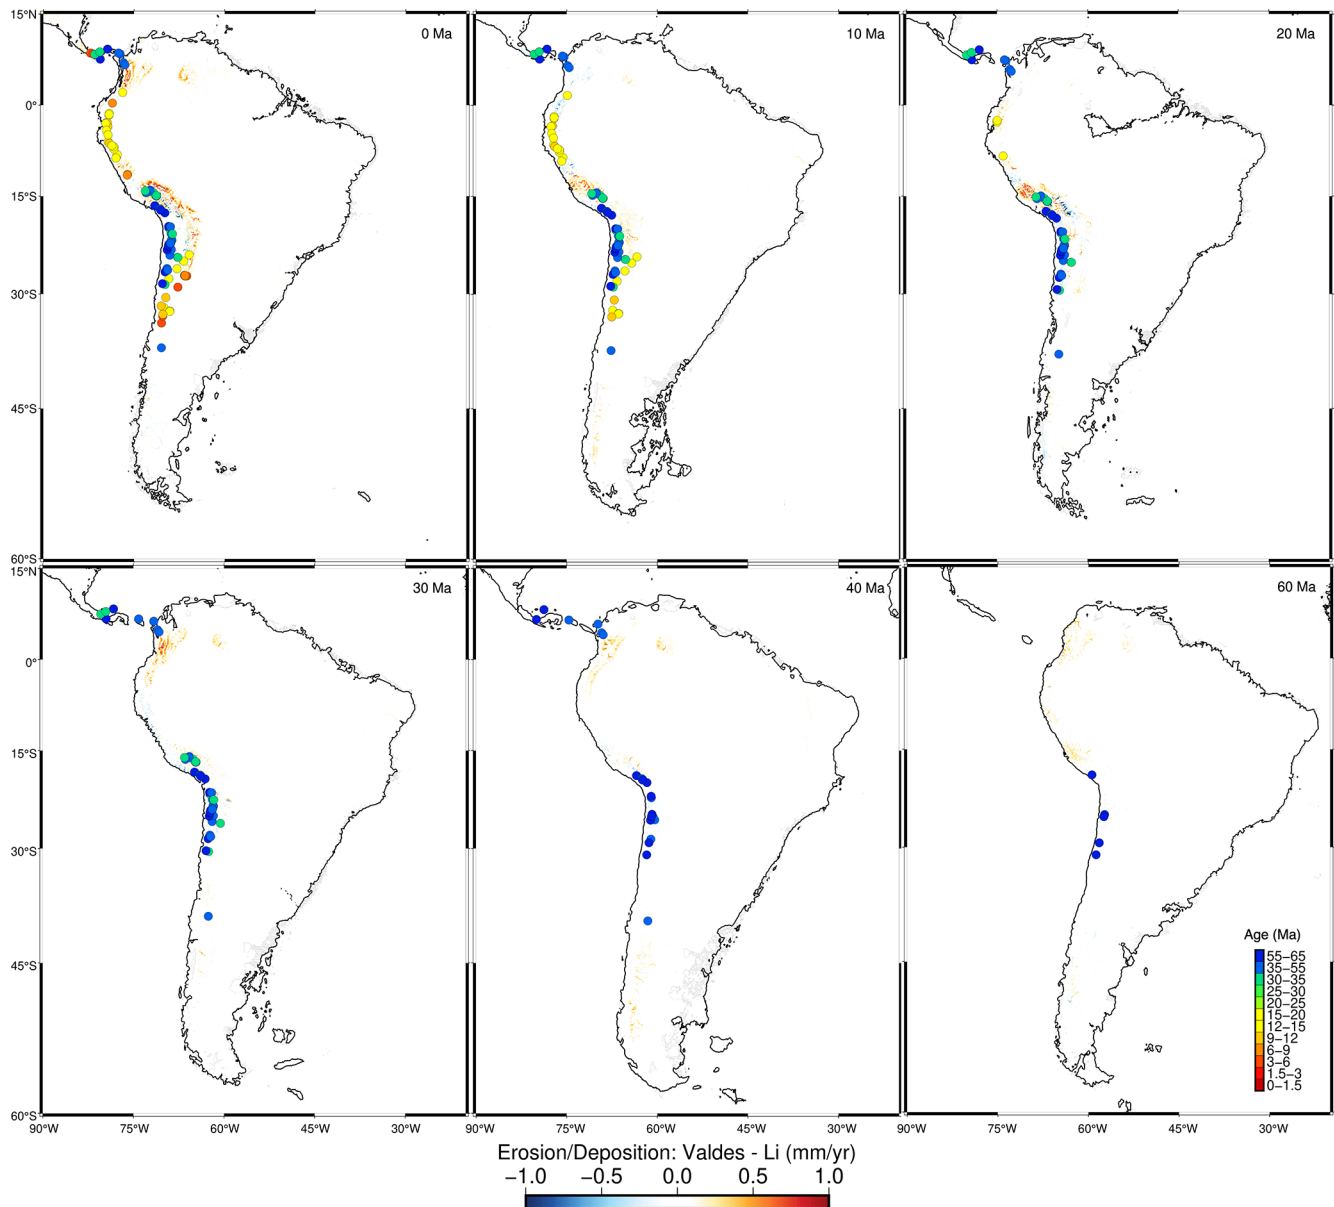 15°N
0°
15°S
30°S
45°S
60°S
0 Ma
10 Ma
20 Ma
15°N
0°
15°S
30°S
45°S
60°S
30 Ma
40 Ma
60 Ma
Age (Ma)
55−65
35−55
30−35
25−30
20−25
15−20
12−15
9−12
6−9
3−6
1.5−3
0−1.5
90°W 75°W 60°W 45°W 30°W
75°W 60°W 45°W 30°W
90°W 75°W 60°W 45°W 30°W
Erosion/Deposition: Valdes - Li (mm/yr)
−1.0 −0.5 0.0 0.5 1.0